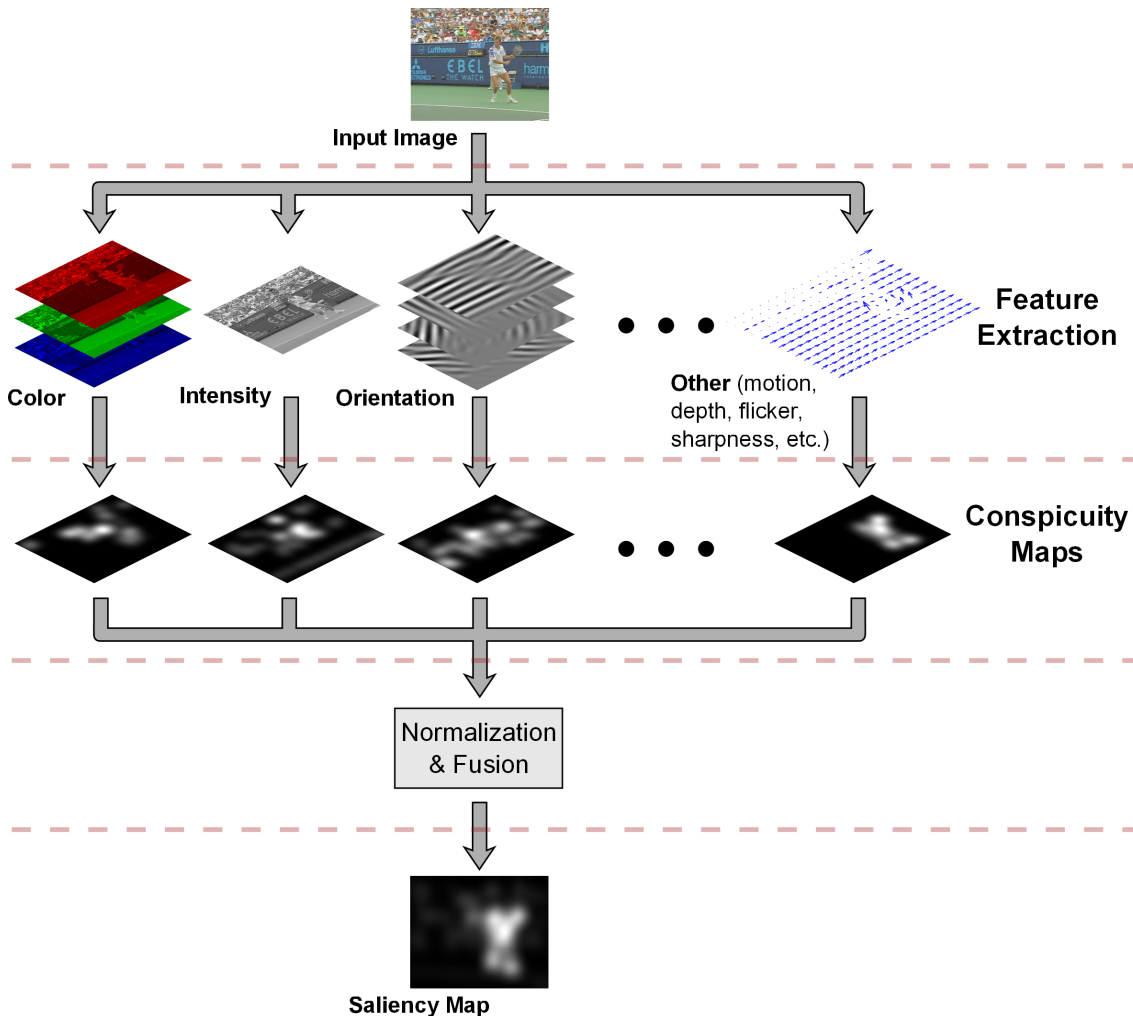 Lufthansa
EBEL
THE WATCH
harm
Input Image
Feature
Extraction
EBEL
Color
Intensity
Orientation
Other (motion,
depth, flicker,
sharpness, etc.)
Conspicuity
Maps
Normalization
& Fusion
Saliency Map